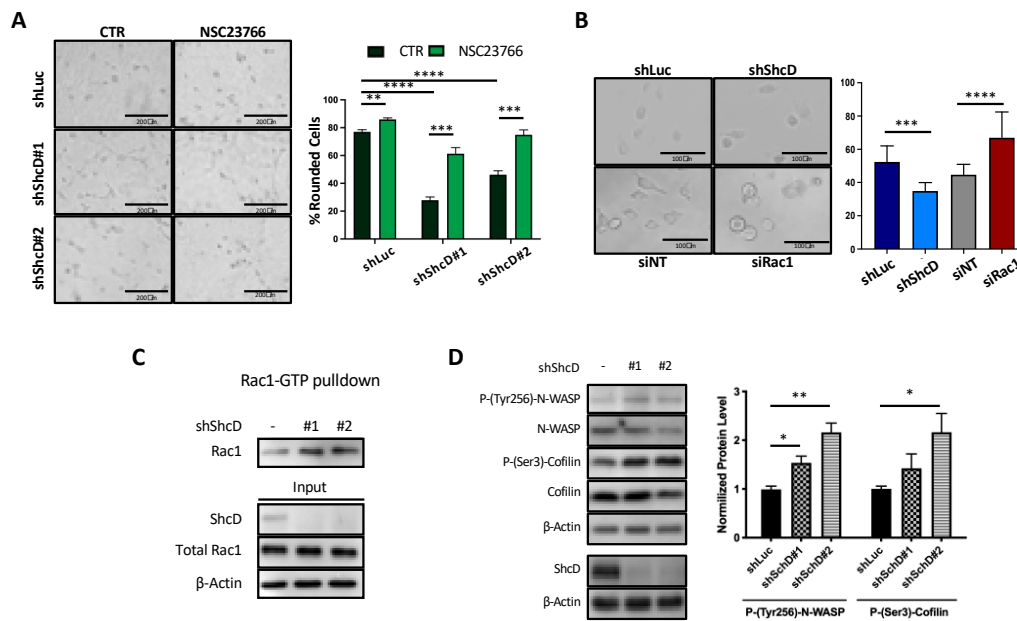 A
CTR
NSC23766
shLuc
shShcD#1
shShcD#2
200□m
200□m
200□m
200□m
200□m
200□m
CTR NSC23766
****
****
**
***
***
100
80
60
40
20
0
% Rounded Cells
shLuc
shShcD#1
shShcD#2
B
shLuc
shShcD
100□m
100□m
100□m
100□m
siNT
siRac1
****
***
80
60
40
20
0
shLuc
shShcD
siNT
siRac1
C
Rac1-GTP pulldown
shShcD - #1 #2
Rac1
Input
ShcD
Total Rac1
β-Actin
D
shShcD - #1 #2
P-(Tyr256)-N-WASP
N-WASP
P-(Ser3)-Cofilin
Cofilin
β-Actin
ShcD
β-Actin
**
*
*
3
2
1
0
Normilized Protein Level
shLuc
shSchD#1
shSchD#2
shLuc
shSchD#1
shSchD#2
P-(Tyr256)-N-WASP
P-(Ser3)-Cofilin